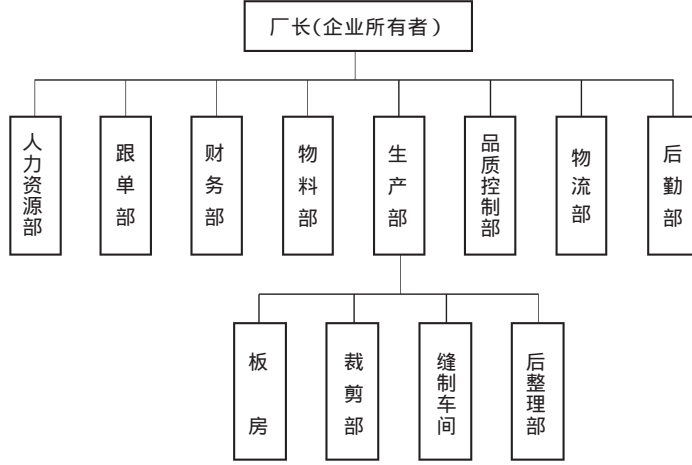 厂长(企业所有者）
人力资源部
跟单部
财务部
物料部
生产部
品质控制部
物流部
后勤部
板房
裁剪部
缝制车间
后整理部